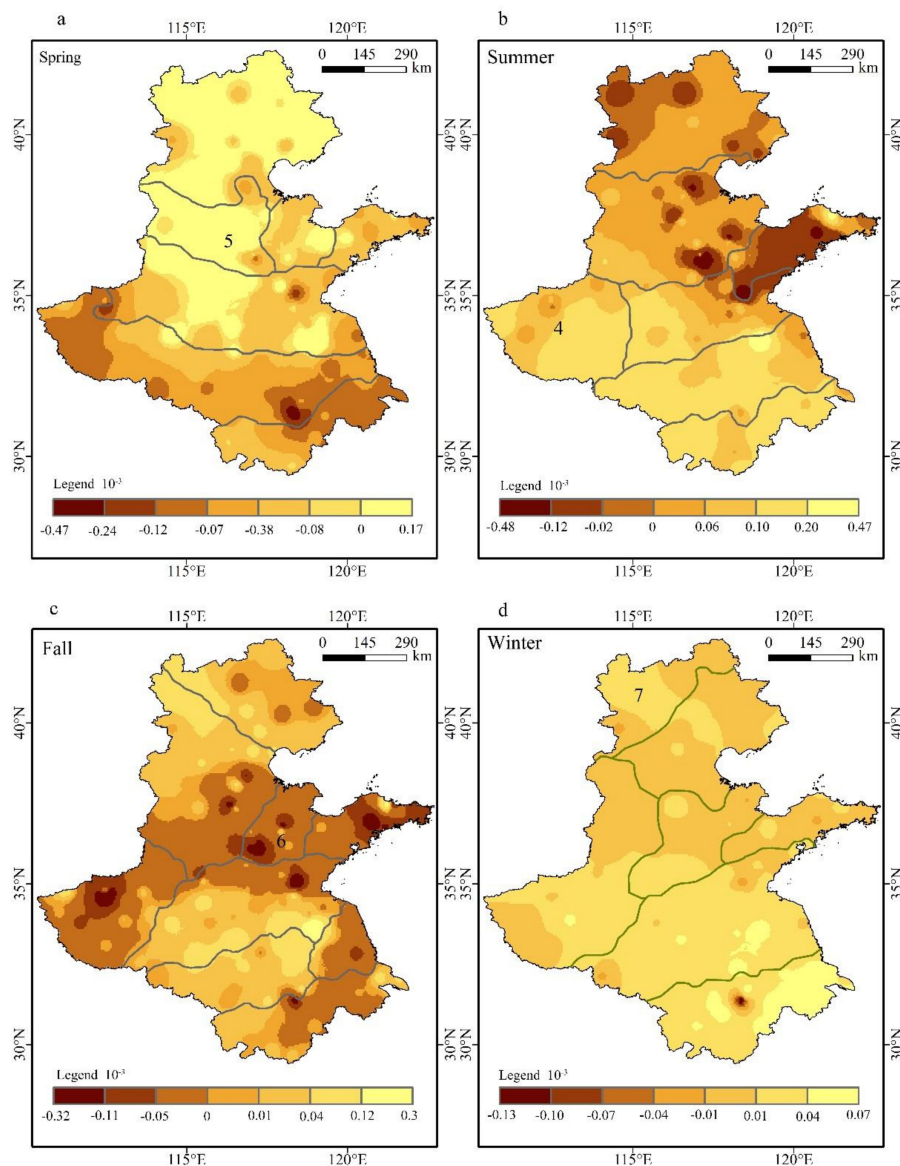 a
b
115°E 120°E
115°E 120°E
Spring
0 145 290
km
Summer
0 145 290
km
40°N
40°N
40°N
5
35°N
35°N
35°N
4
30°N
30°N
30°N
Legend 10-3
-0.47 -0.24 -0.12 -0.07 -0.38 -0.08 0 0.17
Legend 10-3
-0.48 -0.12 -0.02 0 0.06 0.10 0.20 0.47
115°E 120°E
115°E 120°E
c
d
115°E 120°E
115°E 120°E
Fall
0 145 290
km
Winter
0 145 290
km
7
40°N
40°N
40°N
6
35°N
35°N
35°N
30°N
30°N
30°N
Legend 10-3
-0.32 -0.11 -0.05 0 0.01 0.04 0.12 0.3
Legend 10-3
-0.13 -0.10 -0.07 -0.04 -0.01 0.01 0.04 0.07
115°E 120°E
115°E 120°E